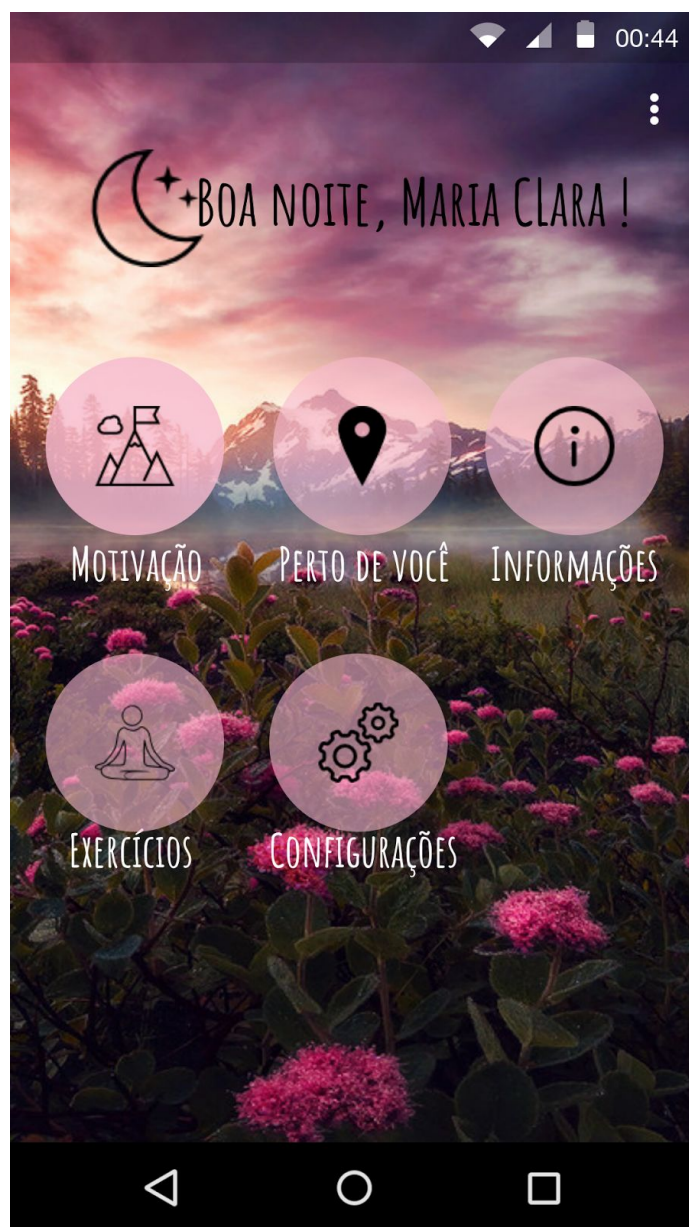 00:44
Boa noite, Maria Clara !
Motivação
Perto de você
Informações
Exercícios
Configurações